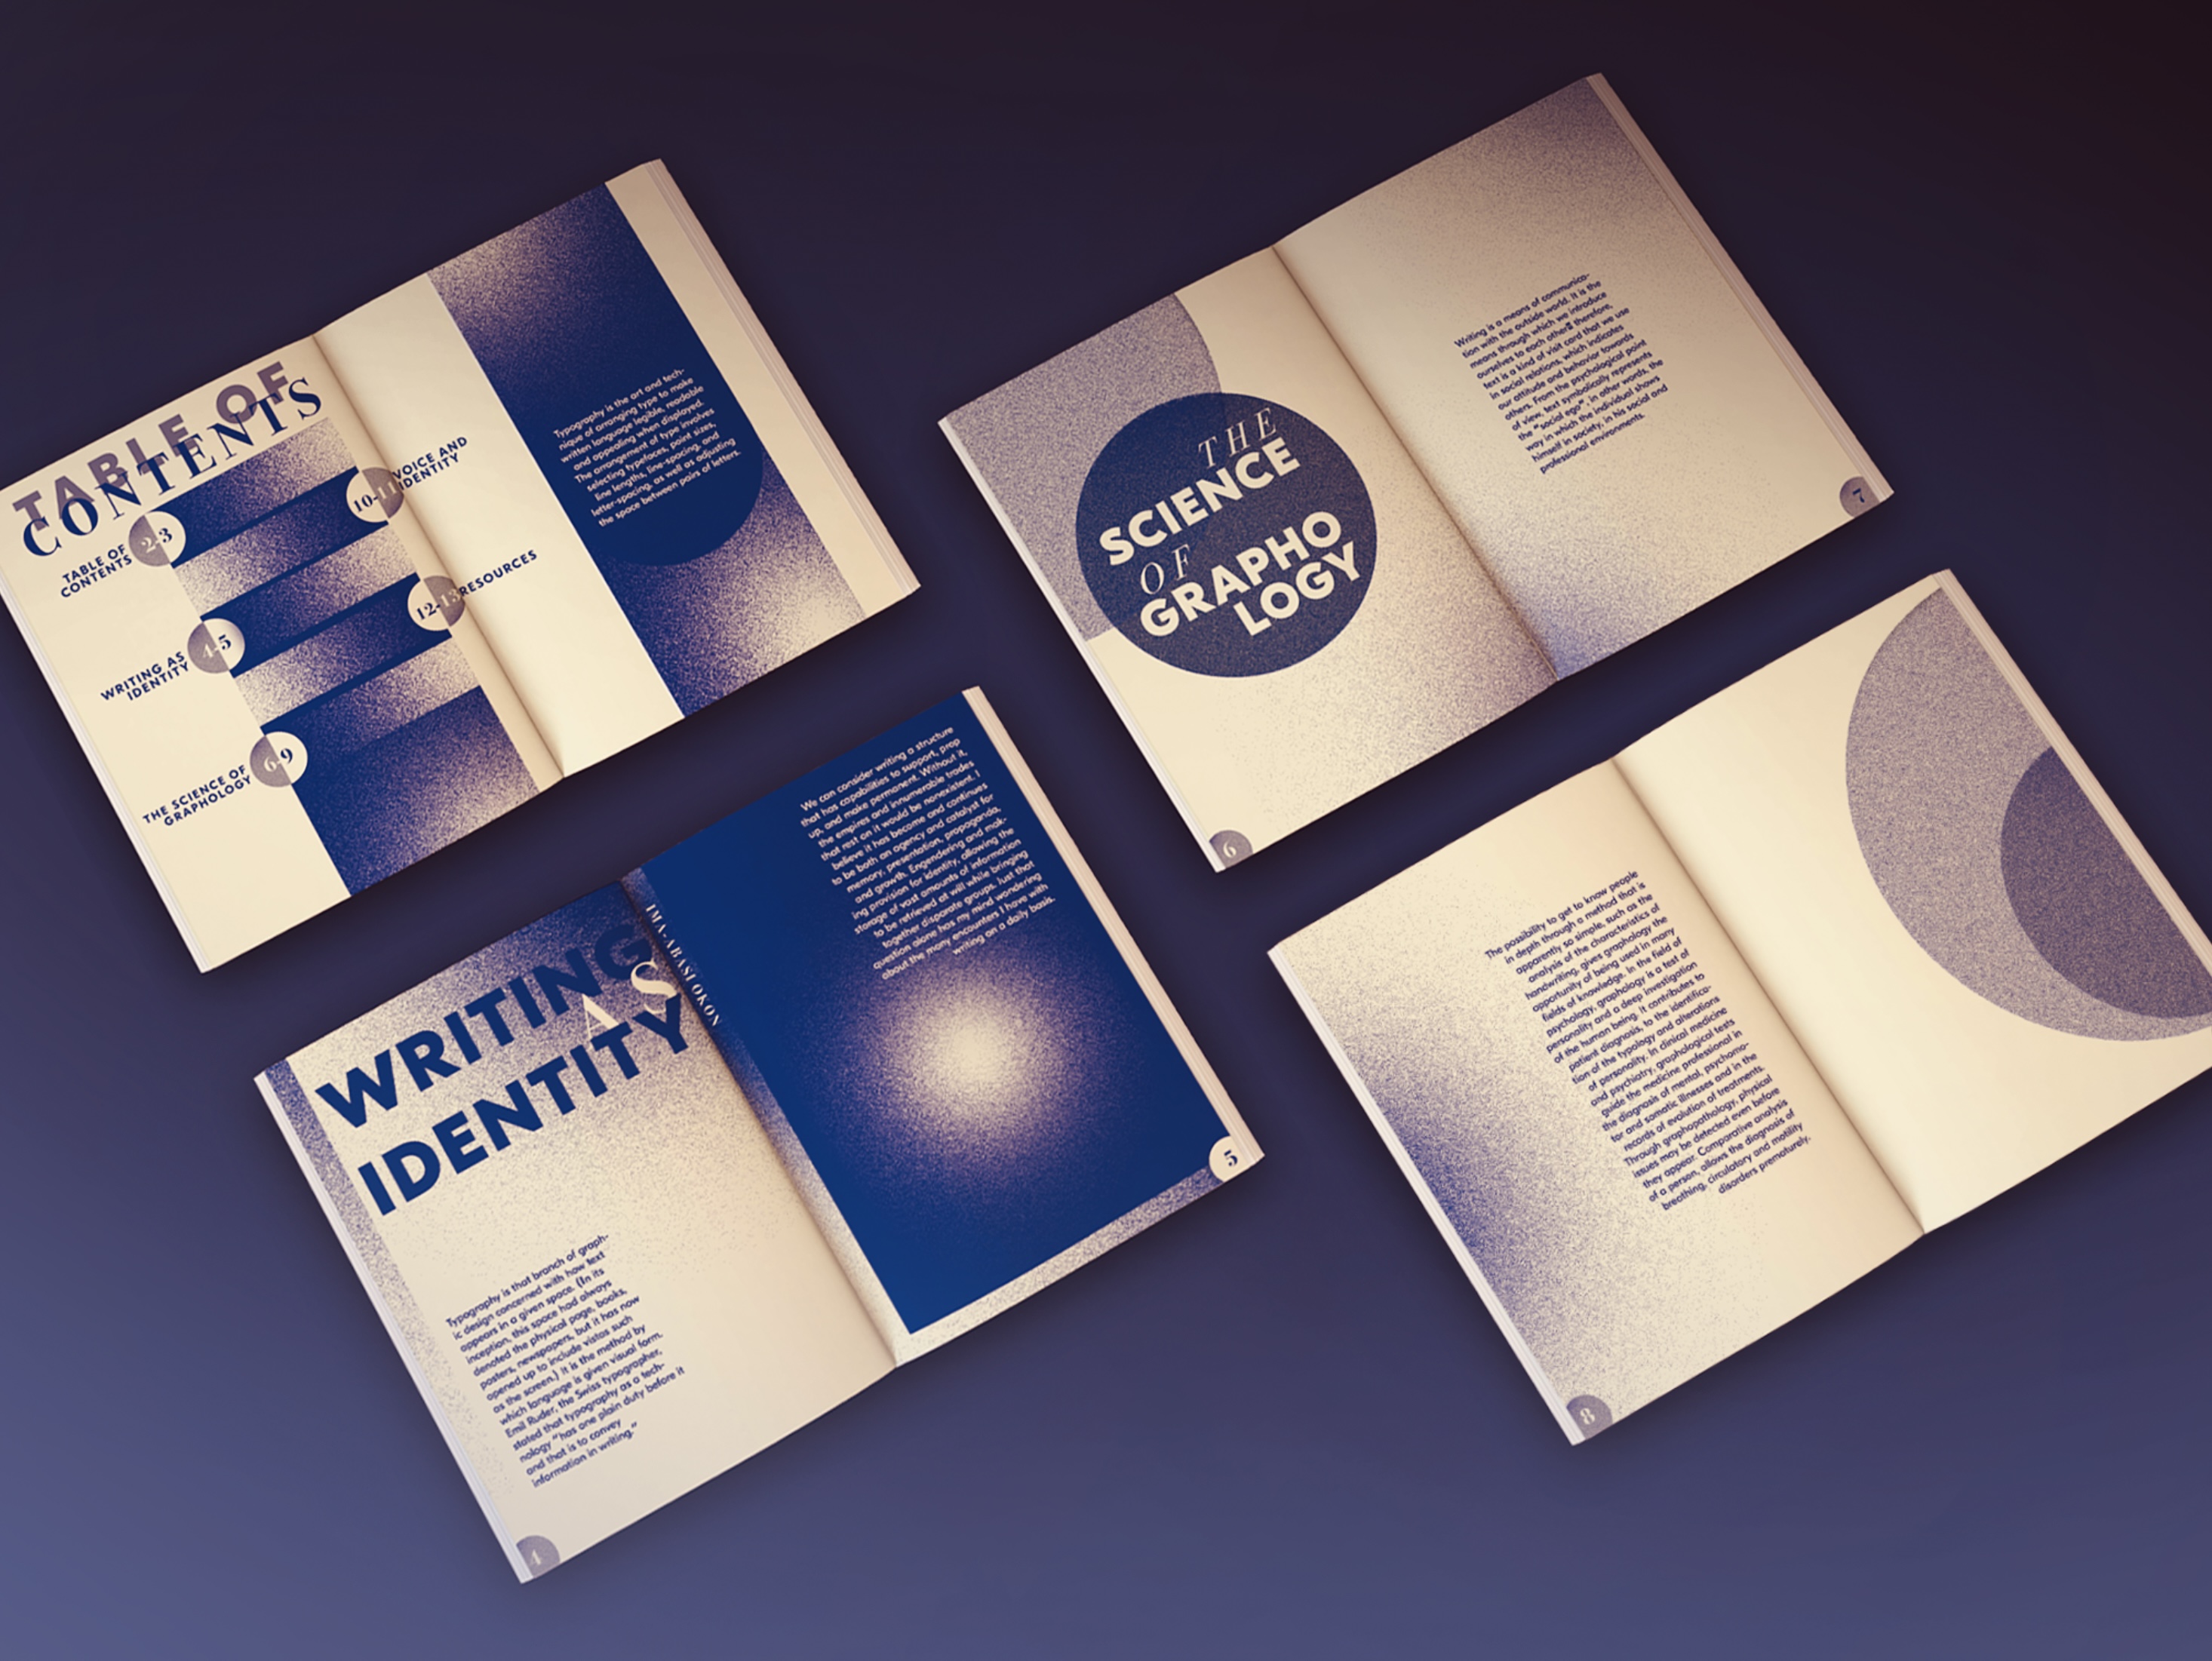 TABLE OF
CONTENTS
2-3
TABLE OF
CONTENTS
4-5
WRITING AS
IDENTITY
6-9
THE SCIENCE OF
GRAPHOLOGY
10-11
VOICE AND
IDENTITY
12-13
RESOURCES
Typography is the art and tech-
nique of arranging type to make
written language legible, readable
and appealing when displayed.
The arrangement of type involves
selecting typefaces, point sizes,
line lengths, line-spacing, and
letter-spacing, as well as adjusting
the space between pairs of letters.
WRITING
AS
IDENTITY
IMA-ABASI OKON
Typography is that branch of graph-
ic design concerned with how text
appears in a given space. (In its
inception, this space had always
denoted the physical page, books,
posters, newspapers, but it has now
opened up to include vistas such
as the screen.) it is the method by
which language is given visual form.
Emil Ruder, the Swiss typographer,
stated that typography as a tech-
nology "has one plain duty before it
and that is to convey
information in writing."
4
We can consider writing a structure
that has capabilities to support, prop
up, and make permanent. Without it,
the empires and innumerable trades
that rest on it would be nonexistent. I
believe it has become and continues
to be both an agency and catalyst for
memory, presentation, propaganda,
and growth. Engendering and mak-
ing provision for identity, allowing the
storage of vast amounts of information
to be retrieved at will while bringing
together disparate groups. Just that
question alone has my mind wondering
about the many encounters I have with
writing on a daily basis.
5
THE
SCIENCE
OF
GRAPHO
LOGY
6
Writing is a means of communica-
tion with the outside world. It is the
means through which we introduce
ourselves to each other therefore,
text is a kind of visit card that we use
in social relations, which indicates
our attitude and behavior towards
others. From the psychological point
of view, text symbolically represents
the "social ego", in other words, the
way in which the individual shows
himself in society, in his social and
professional environments.
7
The possibility to get to know people
in depth through a method that is
apparently so simple, such as the
analysis of the characteristics of
handwriting, gives graphology the
opportunity of being used in many
fields of knowledge. In the field of
psychology, graphology is a test of
personality and a deep investigation
of the human being, it contributes to
patient diagnosis, to the identifica-
tion of the typology and alterations
of personality. In clinical medicine
and psychiatry, graphological tests
guide the medicine professional in
the diagnosis of mental, psychomo-
tor and somatic illnesses and in the
records of evolution of treatments.
Through graphopathology, physical
issues may be detected even before
they appear. Comparative analysis
of a person, allows the diagnosis of
breathing, circulatory and motility
disorders prematurely.
8